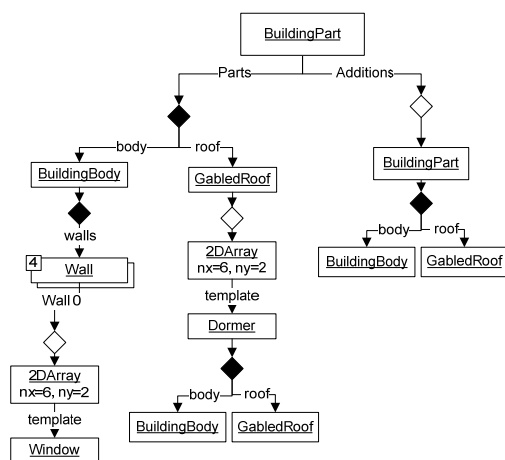 BuildingPart
Parts
Additions
body
roof
BuildingBody
GabledRoof
BuildingPart
walls
body
roof
4
Wall
2DArray
nx=6, ny=2
BuildingBody
GabledRoof
Wall 0
template
Dormer
2DArray
nx=6, ny=2
body
roof
template
BuildingBody
GabledRoof
Window